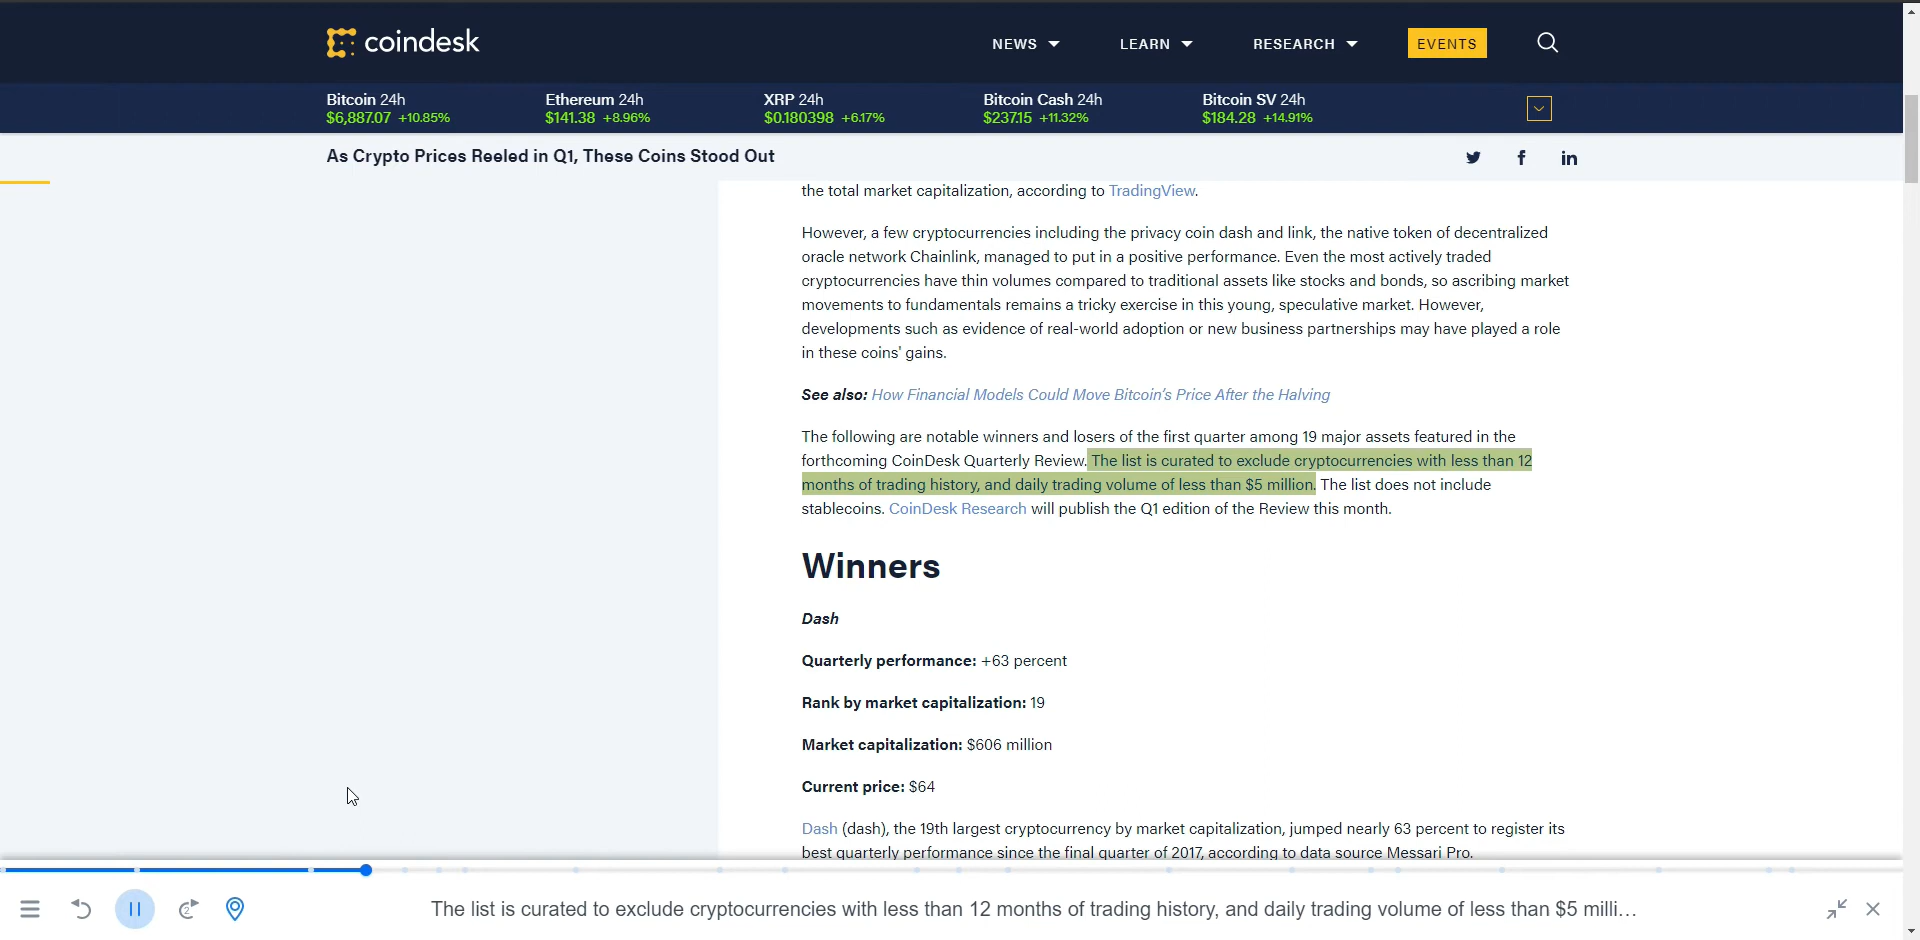 coindesk
NEWS
LEARN
RESEARCH
EVENTS
Bitcoin 24h
$6,887.07 +10.85%
Ethereum 24h
$141.38 +8.96%
XRP 24h
$0.180398 +6.17%
Bitcoin Cash 24h
$237.15 +11.32%
Bitcoin SV 24h
$184.28 +14.91%
As Crypto Prices Reeled in Q1, These Coins Stood Out
the total market capitalization, according to TradingView.
However, a few cryptocurrencies including the privacy coin dash and link, the native token of decentralized
oracle network Chainlink, managed to put in a positive performance. Even the most actively traded
cryptocurrencies have thin volumes compared to traditional assets like stocks and bonds, so ascribing market
movements to fundamentals remains a tricky exercise in this young, speculative market. However,
developments such as evidence of real-world adoption or new business partnerships may have played a role
in these coins' gains.
See also: How Financial Models Could Move Bitcoin's Price After the Halving
The following are notable winners and losers of the first quarter among 19 major assets featured in the
forthcoming CoinDesk Quarterly Review. The list is curated to exclude cryptocurrencies with less than 12
months of trading history, and daily trading volume of less than $5 million. The list does not include
stablecoins. CoinDesk Research will publish the Q1 edition of the Review this month.
Winners
Dash
Quarterly performance: +63 percent
Rank by market capitalization: 19
Market capitalization: $606 million
Current price: $64
Dash (dash), the 19th largest cryptocurrency by market capitalization, jumped nearly 63 percent to register its
best quarterly performance since the final quarter of 2017, according to data source Messari Pro.
2
The list is curated to exclude cryptocurrencies with less than 12 months of trading history, and daily trading volume of less than $5 milli...